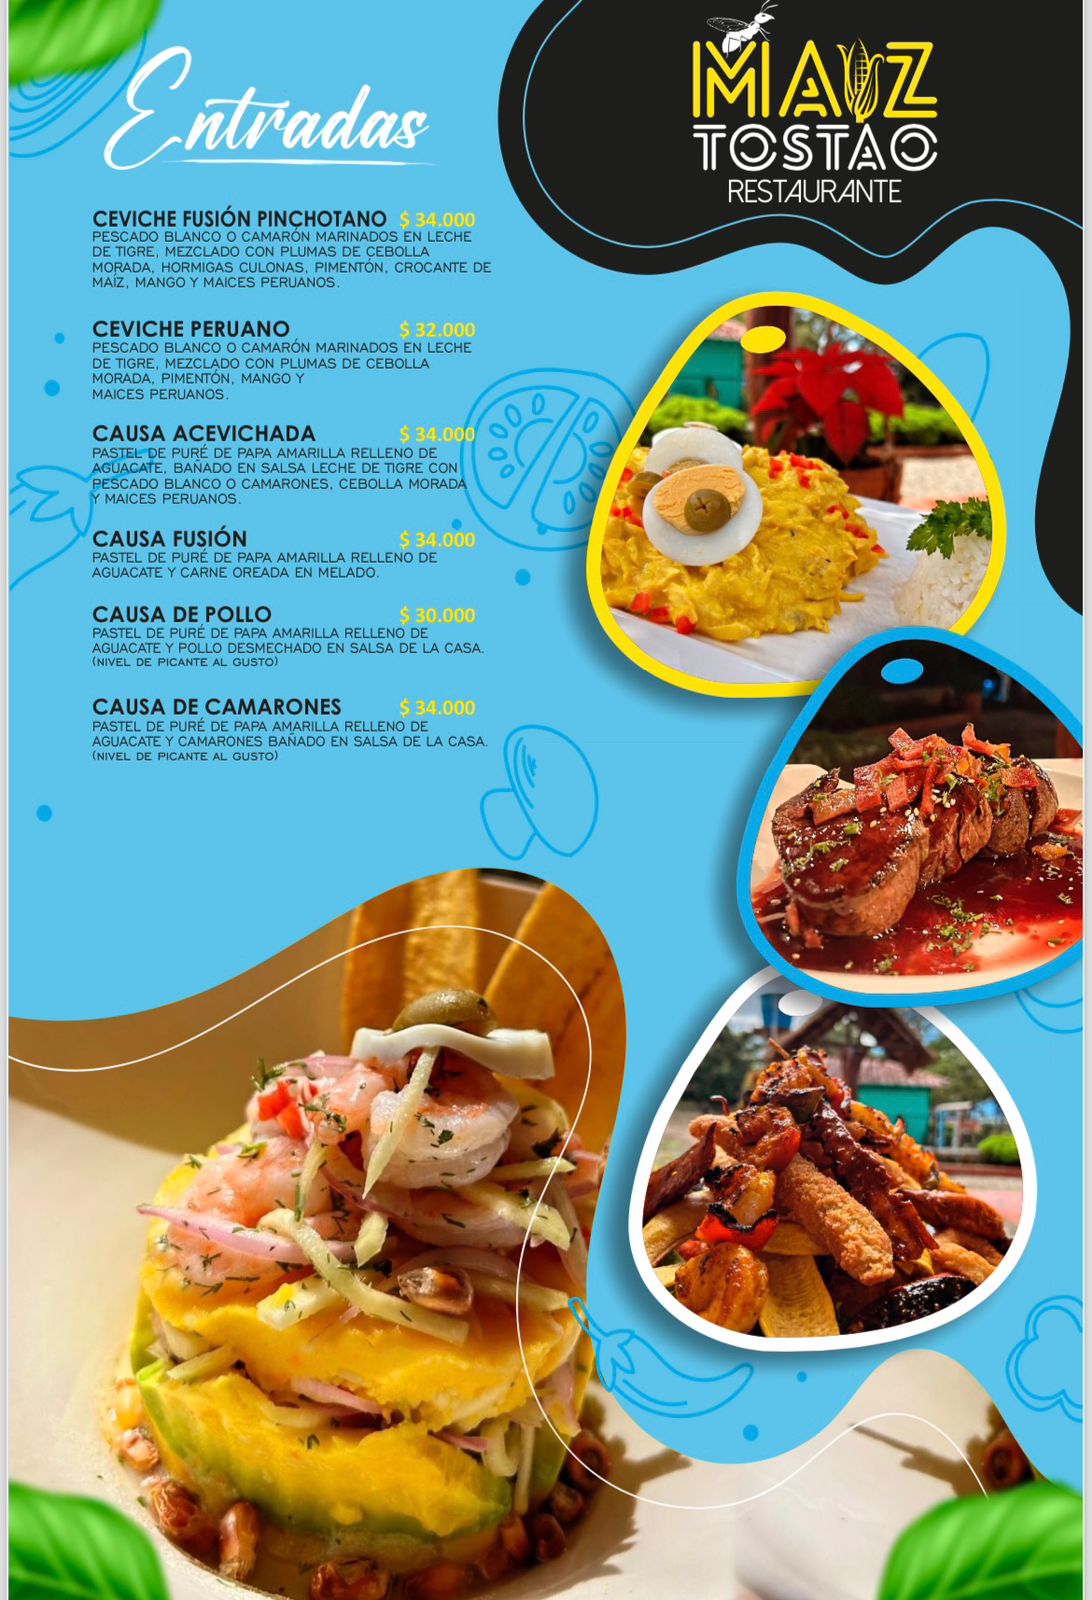 Entradas
MAIZ
TOSTAO
RESTAURANTE
CEVICHE FUSIÓN PINCHOTANO $ 34.000
PESCADO BLANCO O CAMARÓN MARINADOS EN LECHE
DE TIGRE, MEZCLADO CON PLUMAS DE CEBOLLA
MORADA, HORMIGAS CULONAS, PIMENTÓN, CROCANTE DE
MAÍZ, MANGO Y MAICES PERUANOS.
CEVICHE PERUANO $ 32.000
PESCADO BLANCO O CAMARÓN MARINADOS EN LECHE
DE TIGRE, MEZCLADO CON PLUMAS DE CEBOLLA
MORADA, PIMENTÓN, MANGO Y
MAICES PERUANOS.
CAUSA ACEVICHADA $ 34.000
PASTEL DE PURÉ DE PAPA AMARILLA RELLENO DE
AGUACATE, BAÑADO EN SALSA LECHE DE TIGRE CON
PESCADO BLANCO O CAMARONES, CEBOLLA MORADA
Y MAICES PERUANOS.
CAUSA FUSIÓN $ 34.000
PASTEL DE PURÉ DE PAPA AMARILLA RELLENO DE
AGUACATE Y CARNE OREADA EN MELADO.
CAUSA DE POLLO $ 30.000
PASTEL DE PURÉ DE PAPA AMARILLA RELLENO DE
AGUACATE Y POLLO DESMECHADO EN SALSA DE LA CASA.
(NIVEL DE PICANTE AL GUSTO)
CAUSA DE CAMARONES $ 34.000
PASTEL DE PURÉ DE PAPA AMARILLA RELLENO DE
AGUACATE Y CAMARONES BAÑADO EN SALSA DE LA CASA.
(NIVEL DE PICANTE AL GUSTO)